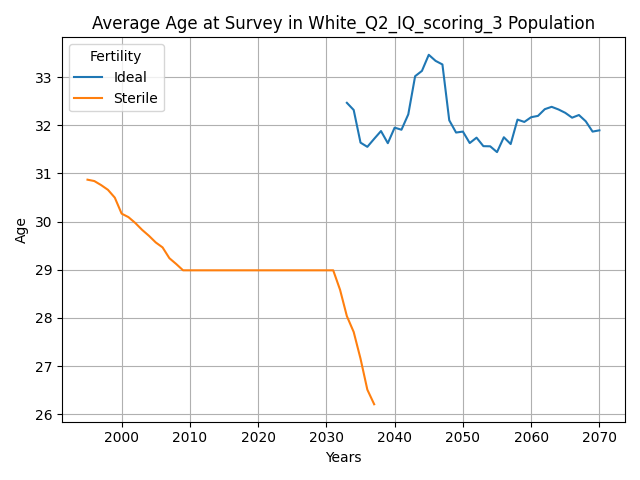 Average Age at Survey in White_Q2_IQ_scoring_3 Population
Fertility
Ideal
Sterile
33
32
31
30
29
28
27
26
Age
2000 2010 2020 2030 2040 2050 2060 2070
Years